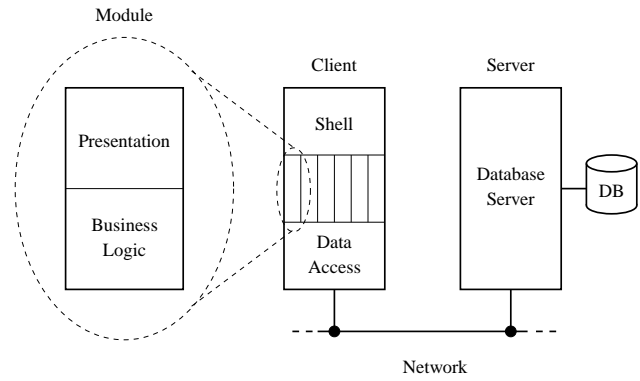 Module
Client
Server
Presentation
Business
Logic
Shell
Data
Access
Database
Server
DB
Network